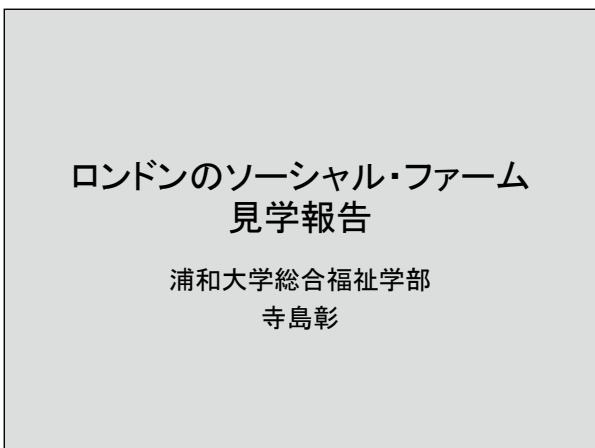 ロンドンのソーシャル・ファーム
見学報告
浦和大学総合福祉学部
寺島彰